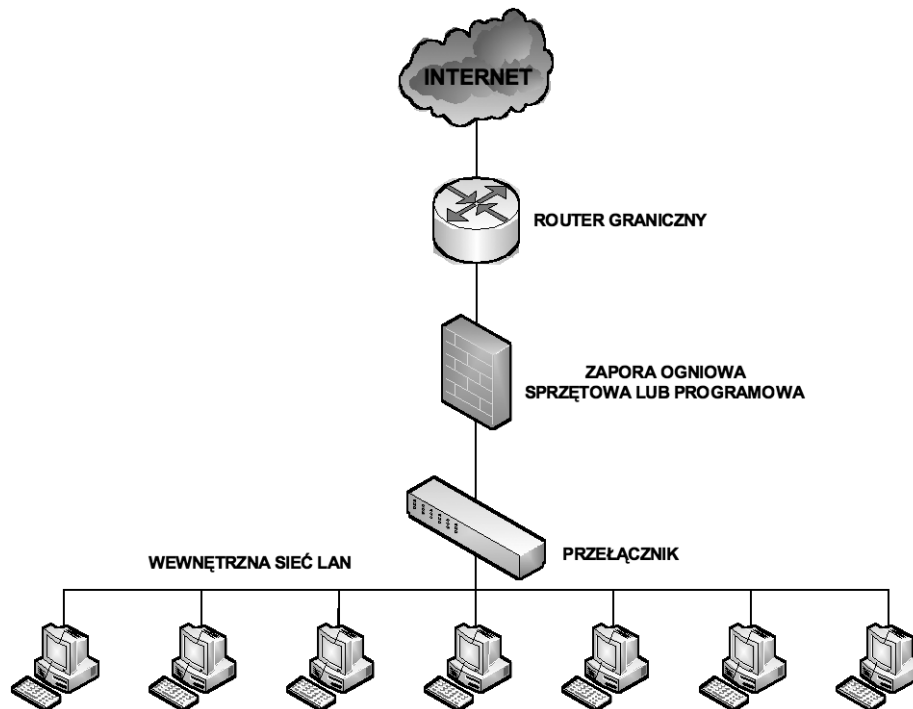 INTERNET
ROUTER GRANICZNY
ZAPORA OGNIOWA
SPRZĘTOWA LUB PROGRAMOWA
PRZEŁĄCZNIK
WEWNĘTRZNA SIEĆ LAN